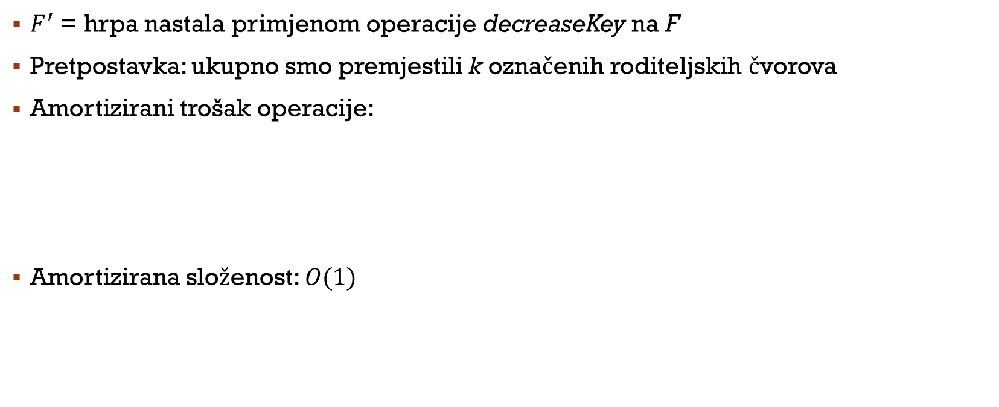 ▪ F′ = hrpa nastala primjenom operacije decreaseKey na F
▪ Pretpostavka: ukupno smo premjestili k označenih roditeljskih čvorova
▪ Amortizirani trošak operacije:
▪ Amortizirana složenost: O(1)